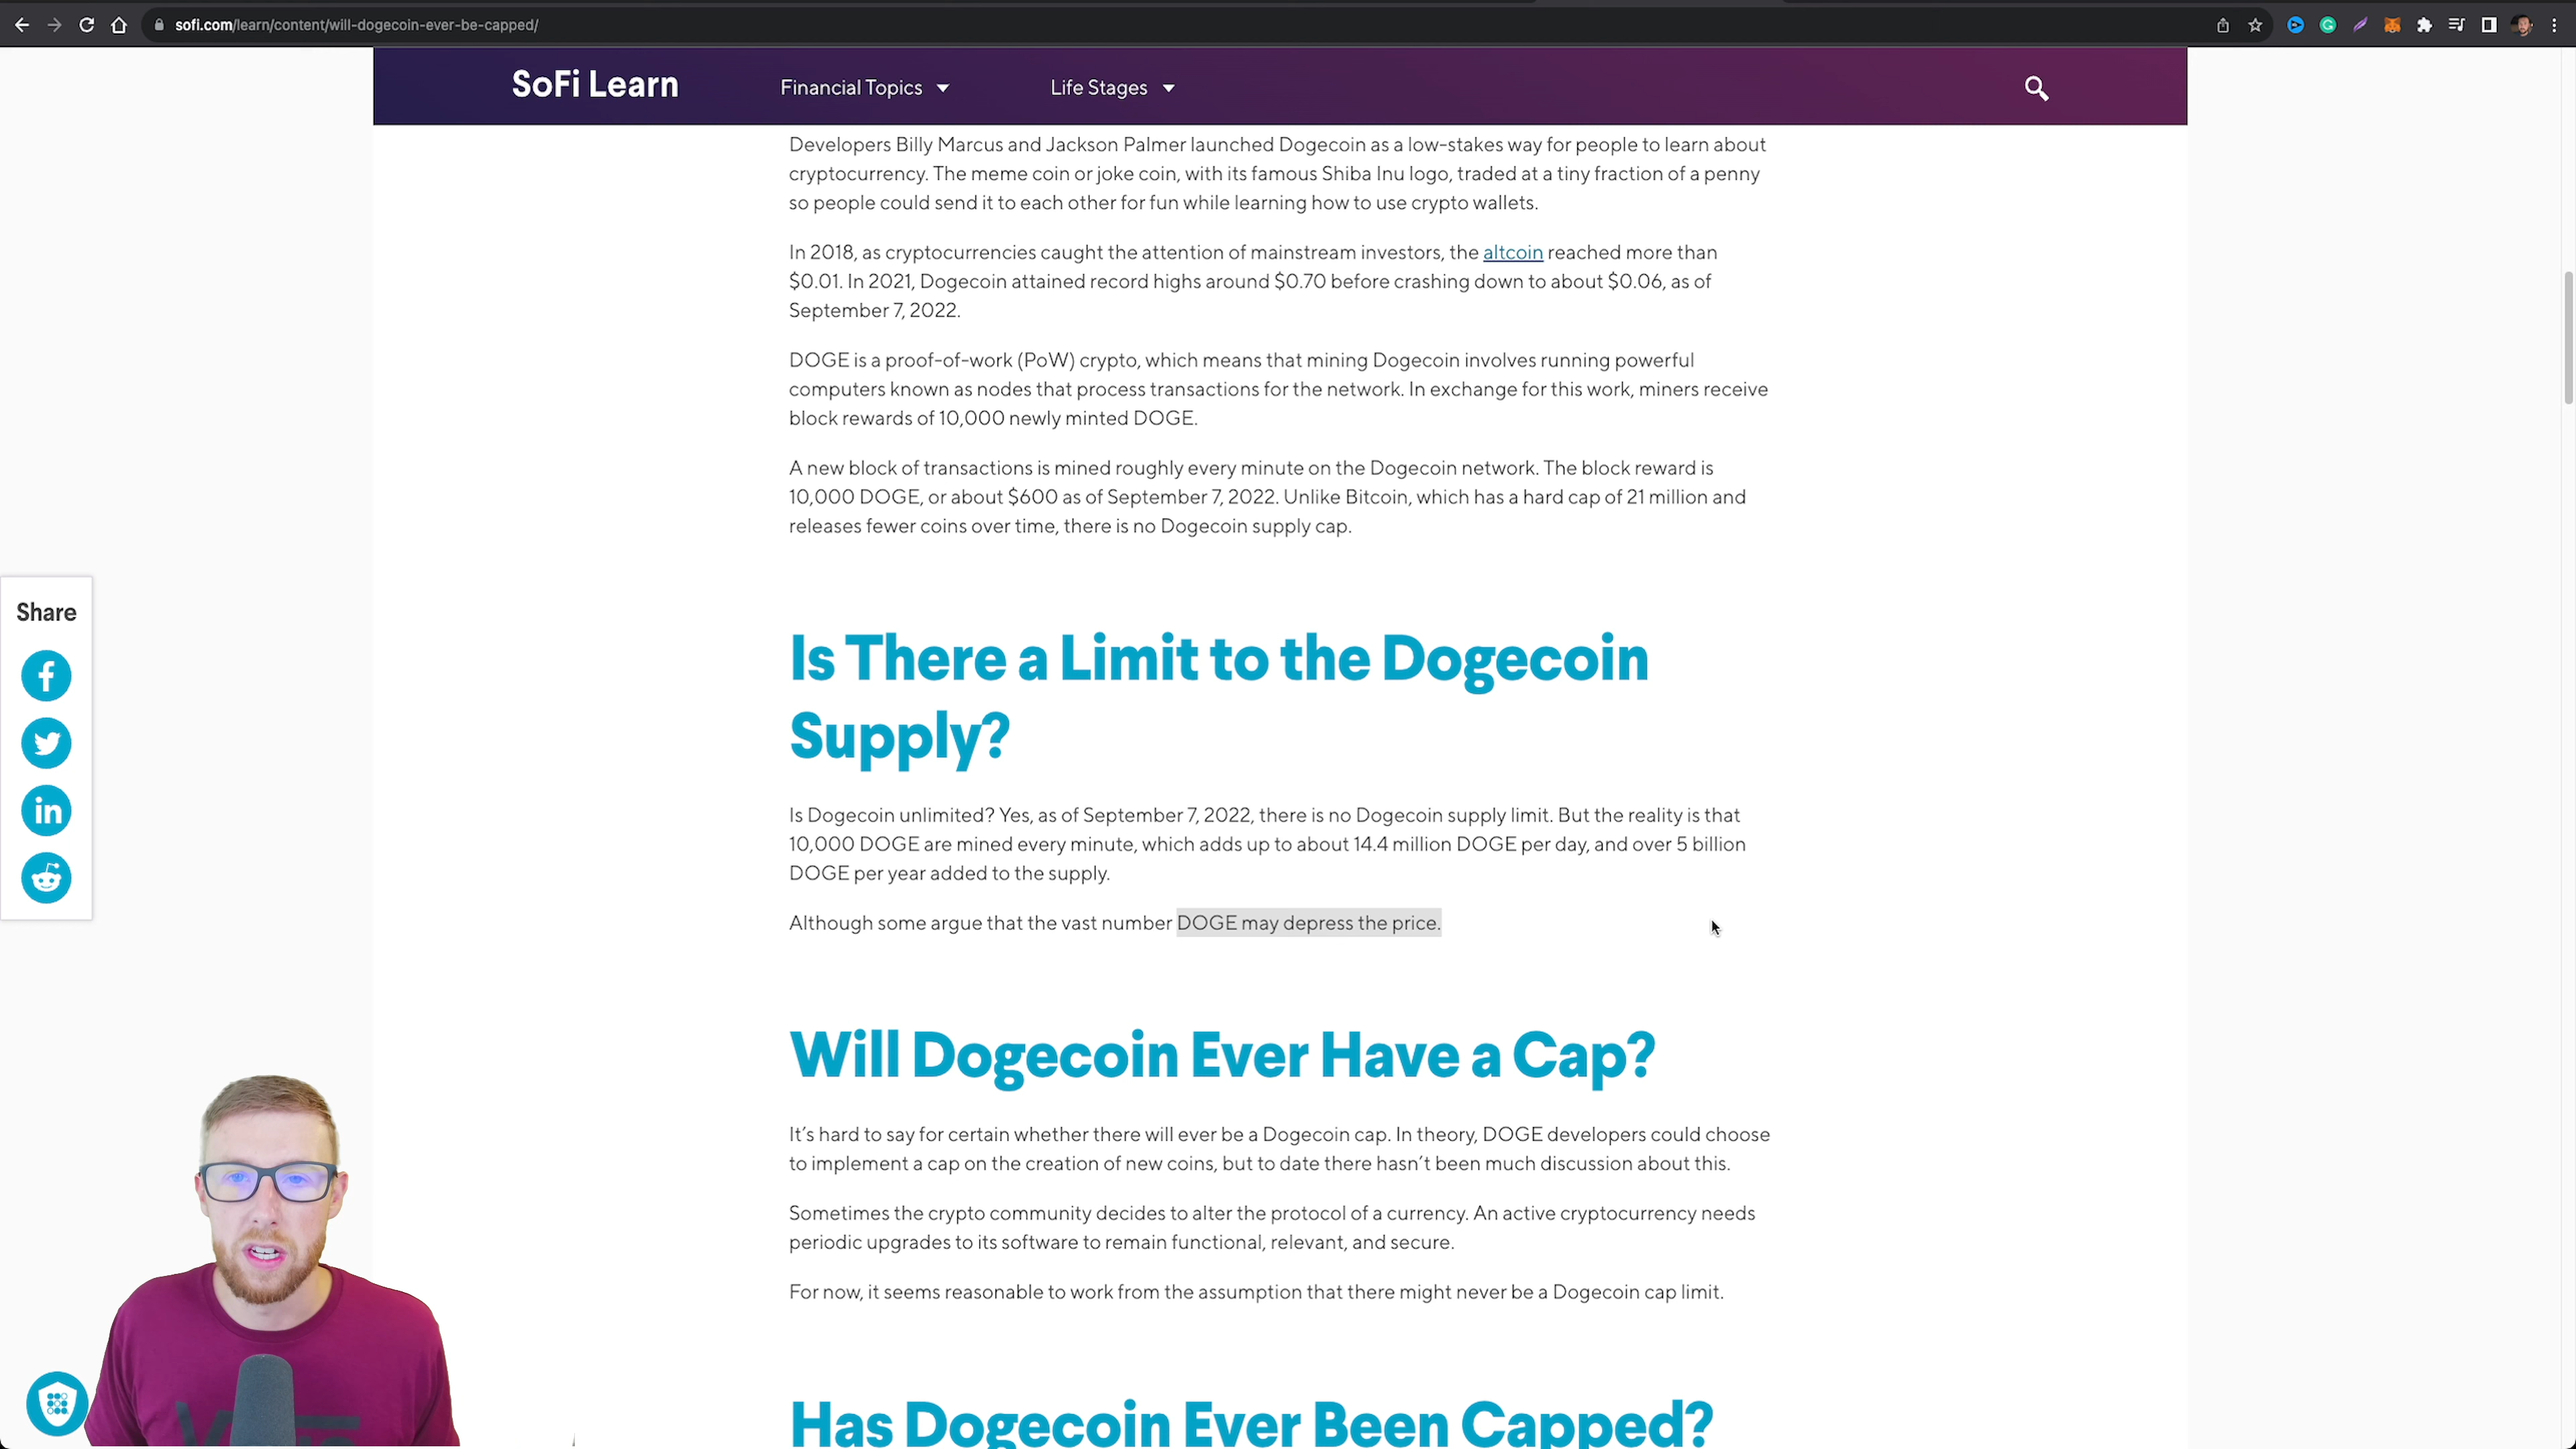 sofi.com/learn/content/will-dogecoin-ever-be-capped/
SoFi Learn
Financial Topics
Life Stages
Developers Billy Marcus and Jackson Palmer launched Dogecoin as a low-stakes way for people to learn about
cryptocurrency. The meme coin or joke coin, with its famous Shiba Inu logo, traded at a tiny fraction of a penny
so people could send it to each other for fun while learning how to use crypto wallets.
In 2018, as cryptocurrencies caught the attention of mainstream investors, the altcoin reached more than
$0.01. In 2021, Dogecoin attained record highs around $0.70 before crashing down to about $0.06, as of
September 7, 2022.
DOGE is a proof-of-work (PoW) crypto, which means that mining Dogecoin involves running powerful
computers known as nodes that process transactions for the network. In exchange for this work, miners receive
block rewards of 10,000 newly minted DOGE.
A new block of transactions is mined roughly every minute on the Dogecoin network. The block reward is
10,000 DOGE, or about $600 as of September 7, 2022. Unlike Bitcoin, which has a hard cap of 21 million and
releases fewer coins over time, there is no Dogecoin supply cap.
Share
Is There a Limit to the Dogecoin
Supply?
Is Dogecoin unlimited? Yes, as of September 7, 2022, there is no Dogecoin supply limit. But the reality is that
10,000 DOGE are mined every minute, which adds up to about 14.4 million DOGE per day, and over 5 billion
DOGE per year added to the supply.
Although some argue that the vast number DOGE may depress the price.
Will Dogecoin Ever Have a Cap?
It's hard to say for certain whether there will ever be a Dogecoin cap. In theory, DOGE developers could choose
to implement a cap on the creation of new coins, but to date there hasn't been much discussion about this.
Sometimes the crypto community decides to alter the protocol of a currency. An active cryptocurrency needs
periodic upgrades to its software to remain functional, relevant, and secure.
For now, it seems reasonable to work from the assumption that there might never be a Dogecoin cap limit.
Has Dogecoin Ever Been Capped?